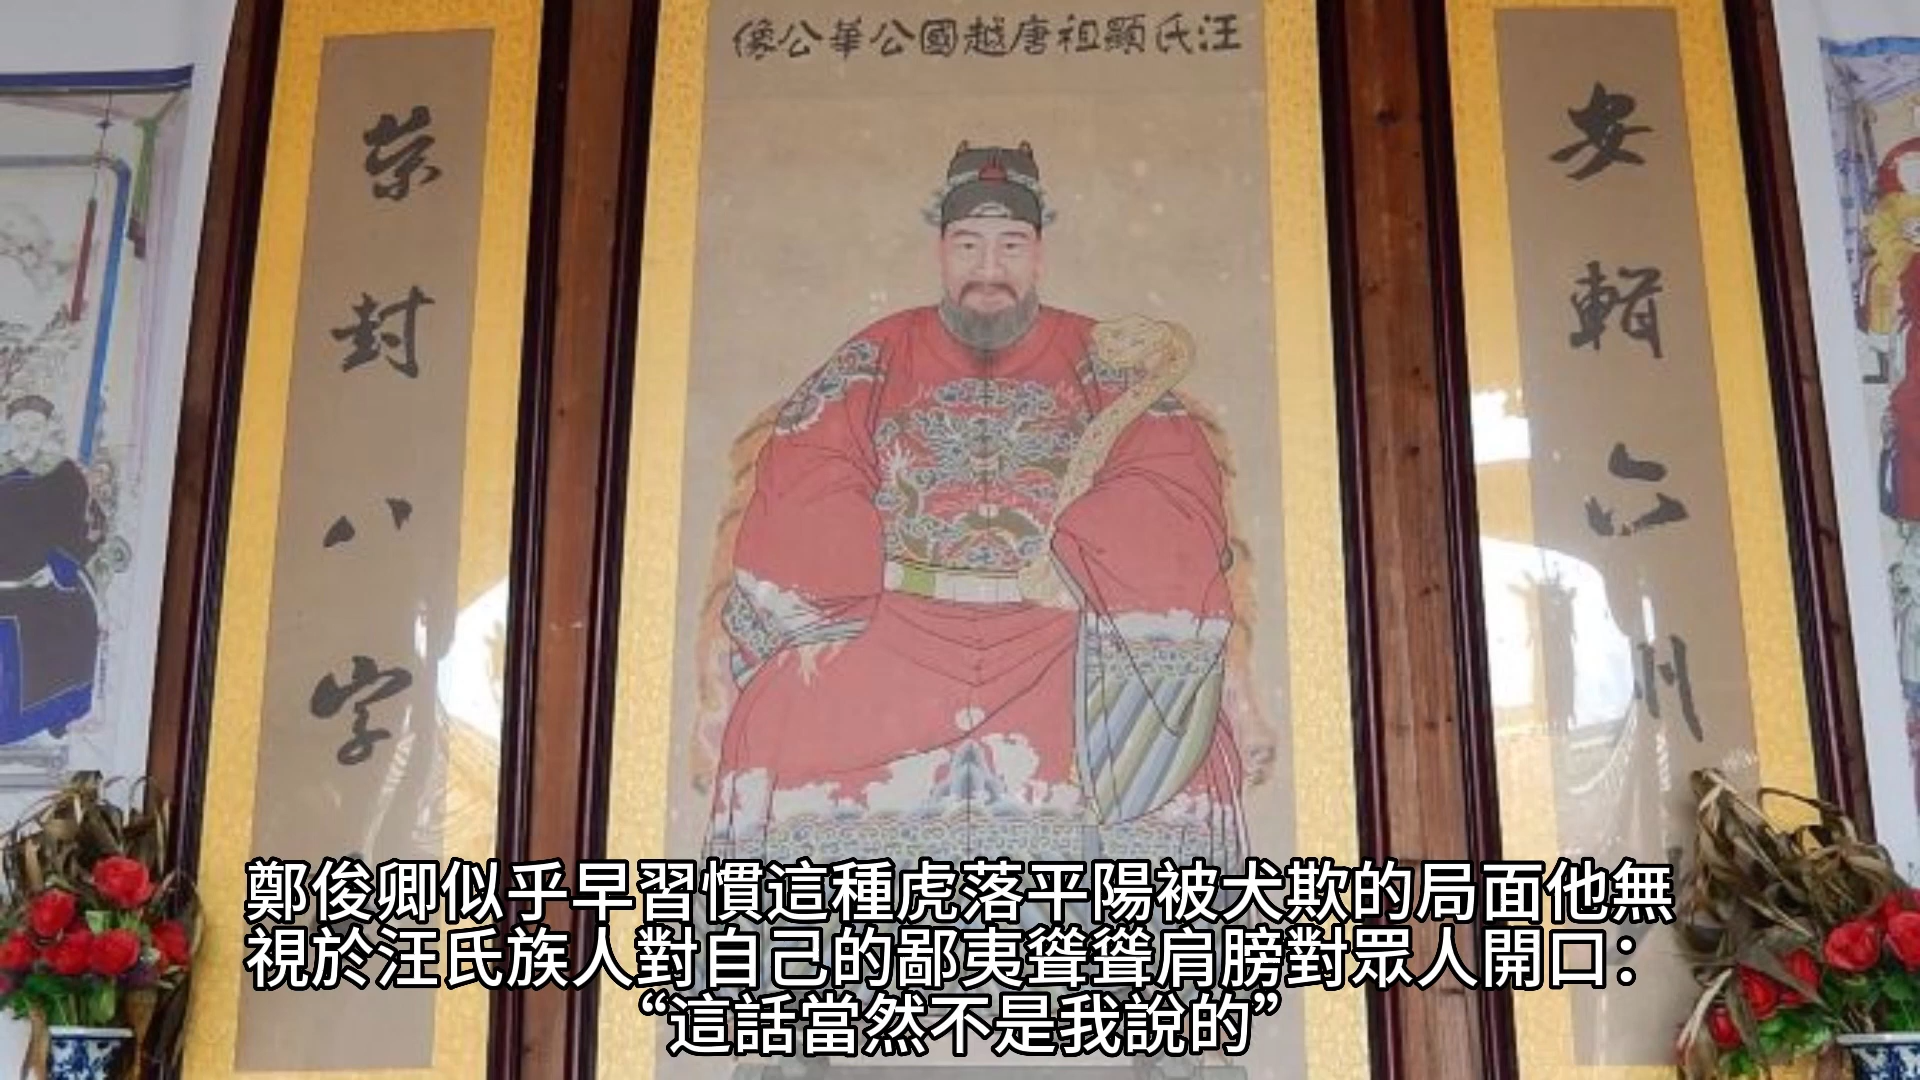 汪氏顯祖唐越國公華公像
安輯六州
荣封八字
鄭俊卿似乎早習慣這種虎落平陽被犬欺的局面他無
視於汪氏族人對自己的鄙夷聳聳肩膀對眾人開口：
“這話當然不是我說的”